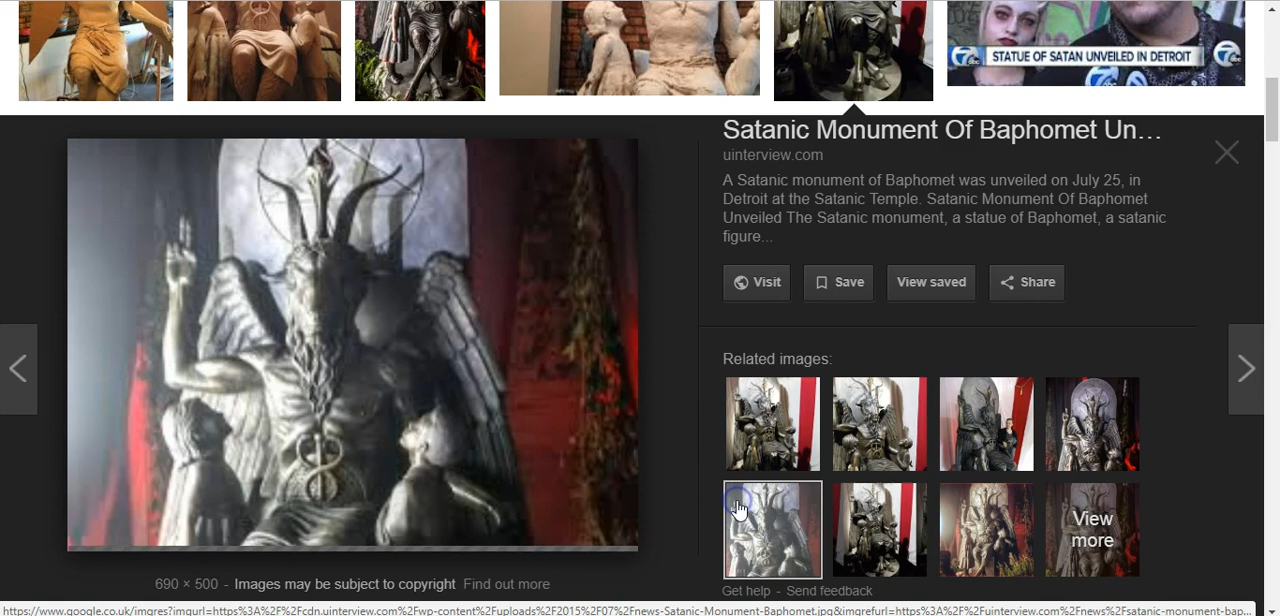 STATUE OF SATAN UNVEILED IN DETROIT
Satanic Monument Of Baphomet Un...
uinterview.com
A Satanic monument of Baphomet was unveiled on July 25, in
Detroit at the Satanic Temple. Satanic Monument Of Baphomet
Unveiled The Satanic monument, a statue of Baphomet, a satanic
figure...
Visit
Save
View saved
Share
Related images:
View
more
690 × 500 - Images may be subject to copyright Find out more
Get help - Send feedback
https://www.google.co.uk/imgres?imgurl=https%3A%2F%2Fcdn.uinterview.com%2Fwp-content%2Fuploads%2F2015%2F07%2Fnews-Satanic-Monument-Baphomet.jpg&imgrefurl=https%3A%2F%2Fuinterview.com%2Fnews%2Fsatanic-monument-bap...